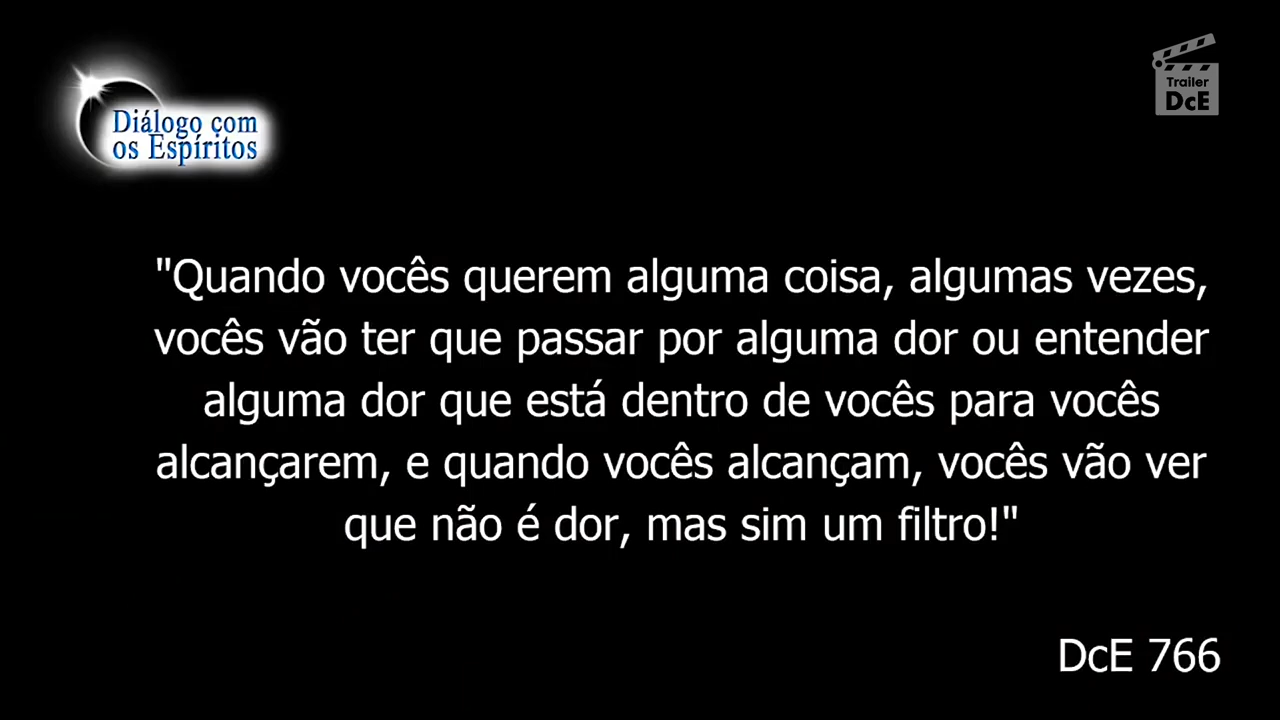 Diálogo com
os Espíritos
Trailer
DcE
"Quando vocês querem alguma coisa, algumas vezes,
vocês vão ter que passar por alguma dor ou entender
alguma dor que está dentro de vocês para vocês
alcançarem, e quando vocês alcançam, vocês vão ver
que não é dor, mas sim um filtro!"
DcE 766